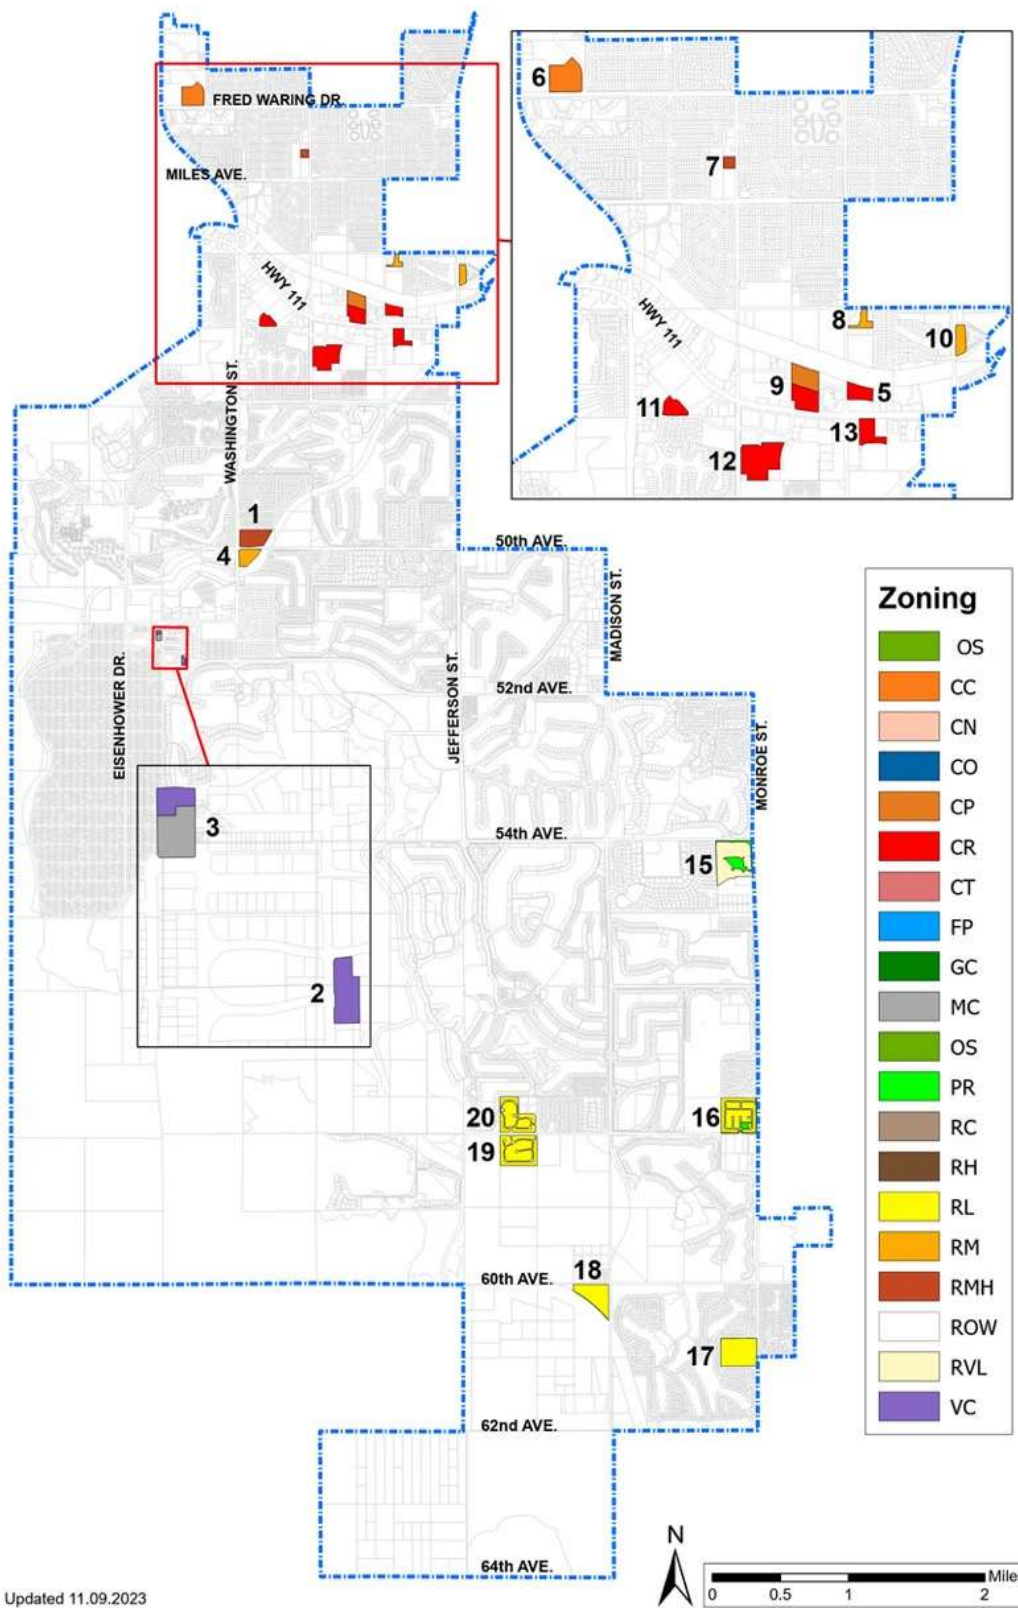 FRED WARING DR.
MILES AVE.
HWY 111
WASHINGTON ST.
6
7
HWY 111
8
10
9
5
11
13
12
1
4
50th AVE.
MADISON ST.
EISENHOWER DR.
JEFFERSON ST.
52nd AVE.
MONROE ST.
3
54th AVE.
15
2
20
16
19
60th AVE.
18
17
62nd AVE.
64th AVE.
Zoning
OS
CC
CN
CO
CP
CR
CT
FP
GC
MC
OS
PR
RC
RH
RL
RM
RMH
ROW
RVL
VC
N
Mile
0 0.5 1 2
Updated 11.09.2023